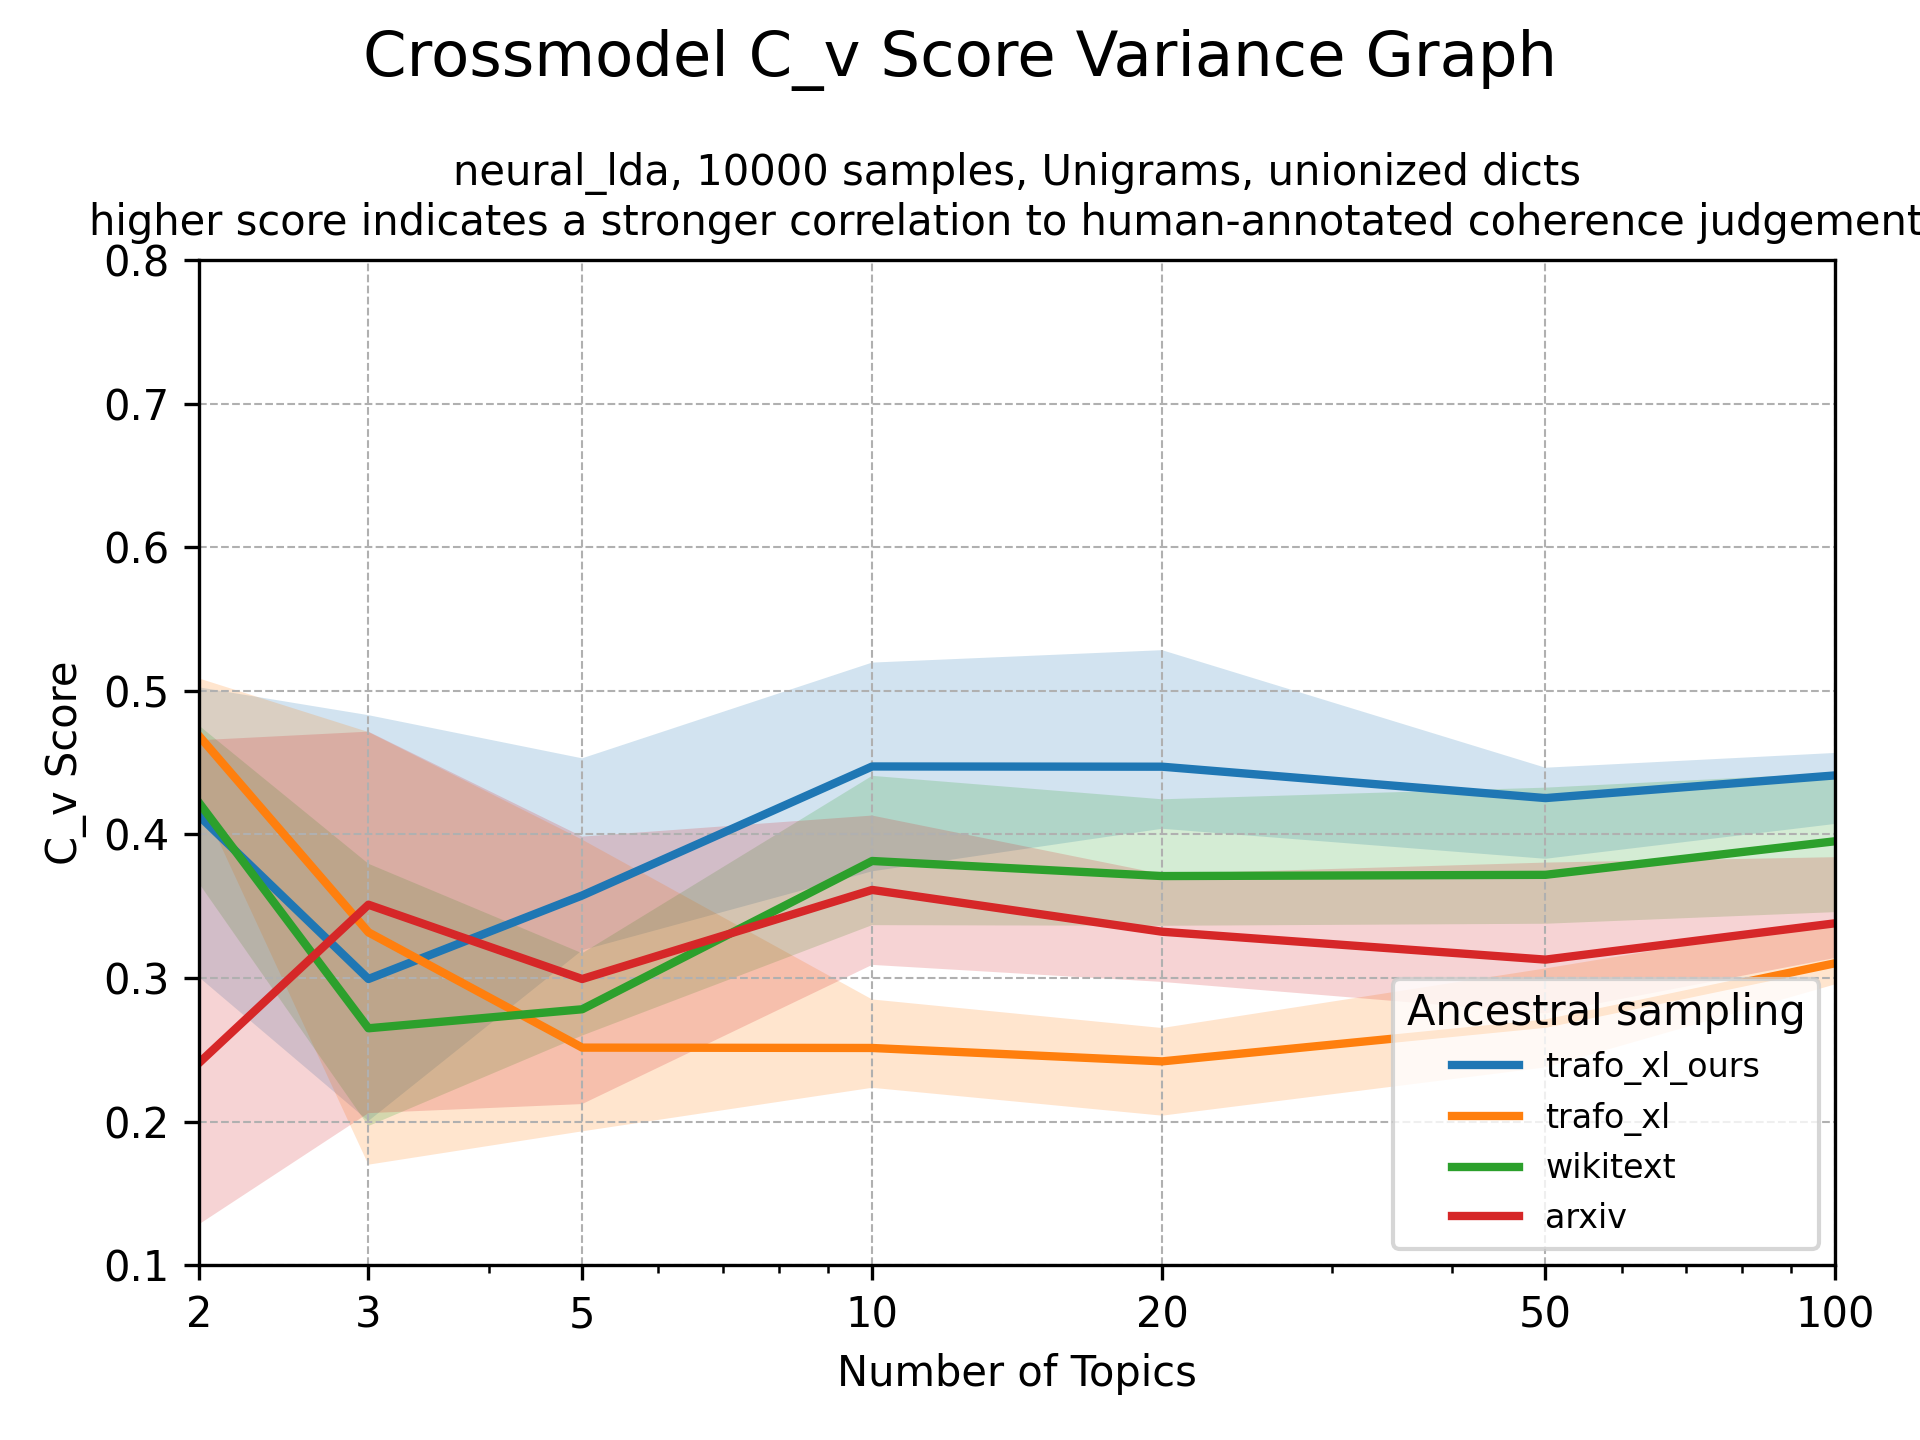 Crossmodel C_v Score Variance Graph
neural_lda, 10000 samples, Unigrams, unionized dicts
higher score indicates a stronger correlation to human-annotated coherence judgement
0.8
0.7
0.6
0.5
0.4
0.3
0.2
0.1
C_v Score
2 3 5 10 20 50 100
Number of Topics
Ancestral sampling
trafo_xl_ours
trafo_xl
wikitext
arxiv